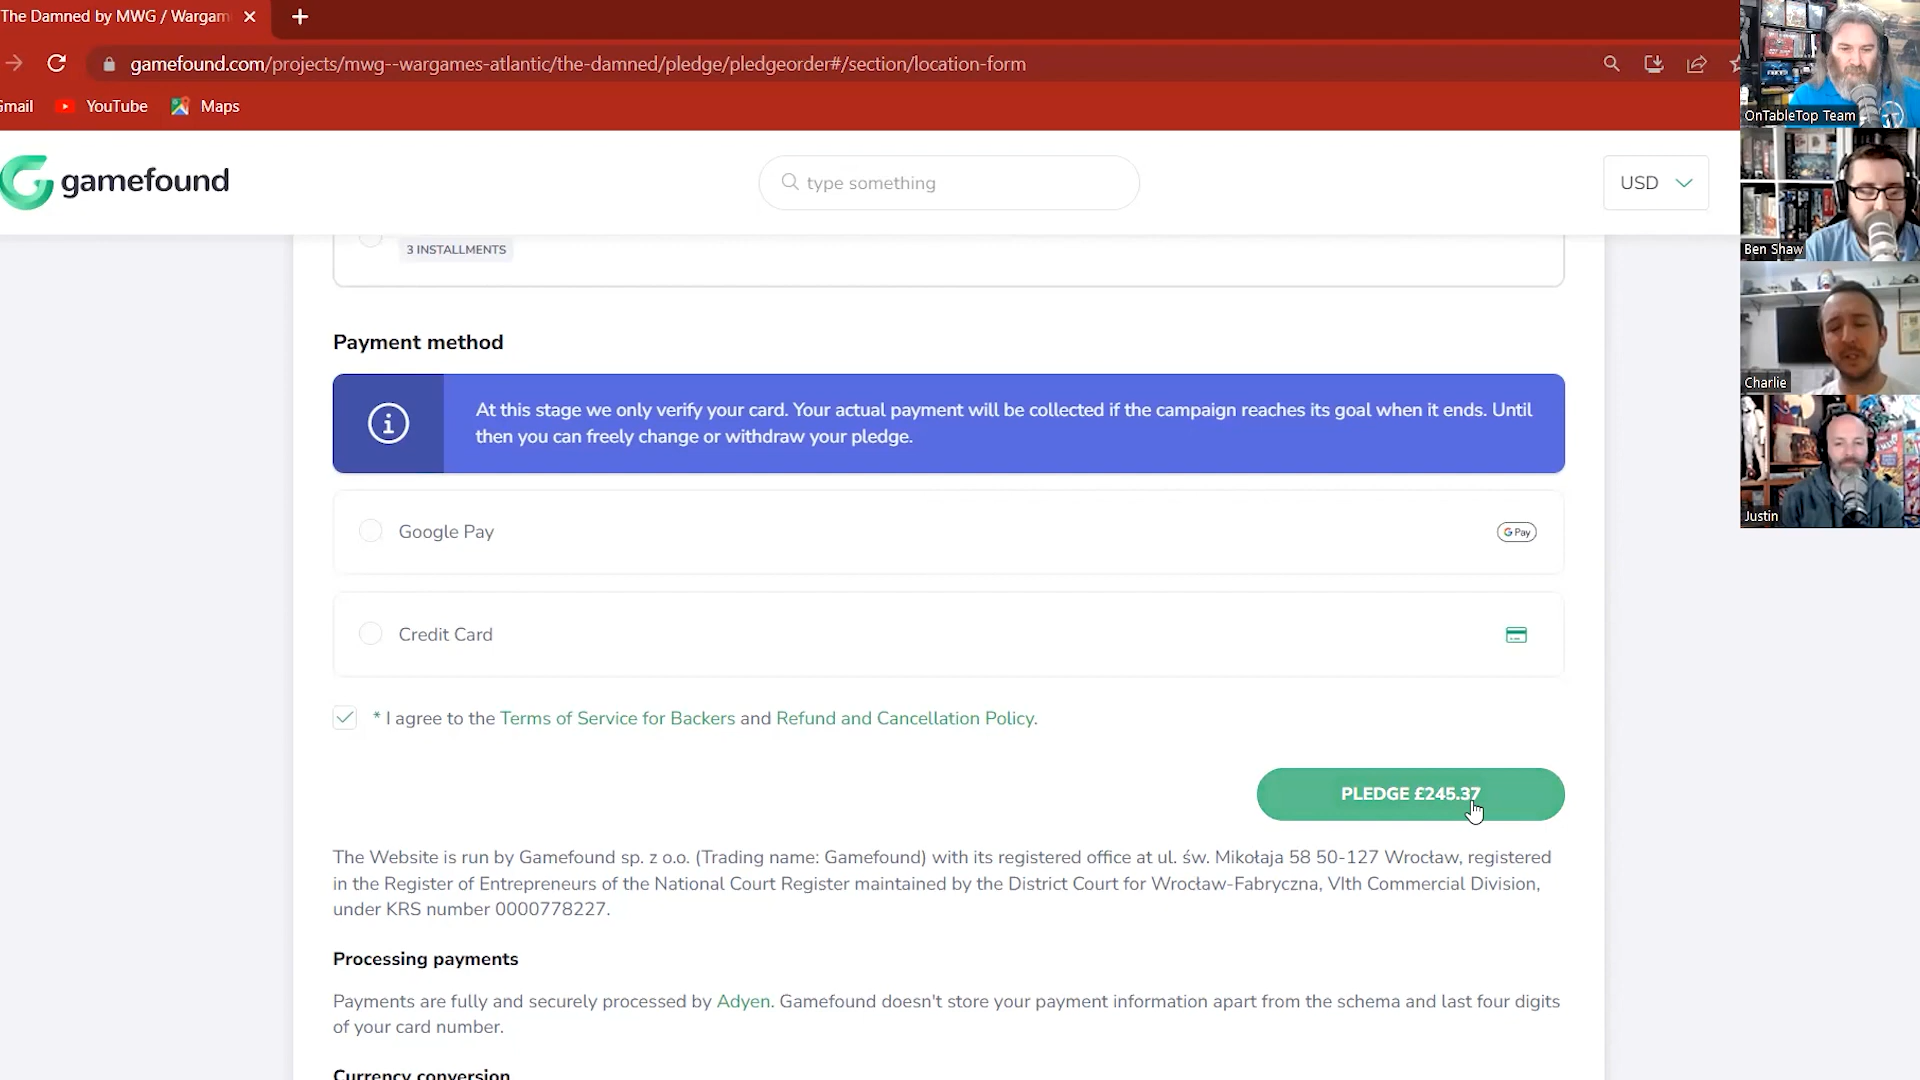 The Damned by MWG / Wargam
gamefound.com/projects/mwg--wargames-atlantic/the-damned/pledge/pledgeorder#/section/location-form
Gmail
YouTube
Maps
gamefound
type something
USD
3 INSTALLMENTS
Payment method
At this stage we only verify your card. Your actual payment will be collected if the campaign reaches its goal when it ends. Until
then you can freely change or withdraw your pledge.
Google Pay
G Pay
Credit Card
* I agree to the Terms of Service for Backers and Refund and Cancellation Policy.
PLEDGE £245.37
The Website is run by Gamefound sp. z o.o. (Trading name: Gamefound) with its registered office at ul. św. Mikołaja 58 50-127 Wrocław, registered
in the Register of Entrepreneurs of the National Court Register maintained by the District Court for Wrocław-Fabryczna, VIth Commercial Division,
under KRS number 0000778227.
Processing payments
Payments are fully and securely processed by Adyen. Gamefound doesn't store your payment information apart from the schema and last four digits
of your card number.
Currency conversion
OnTableTop Team
Ben Shaw
Charlie
Justin